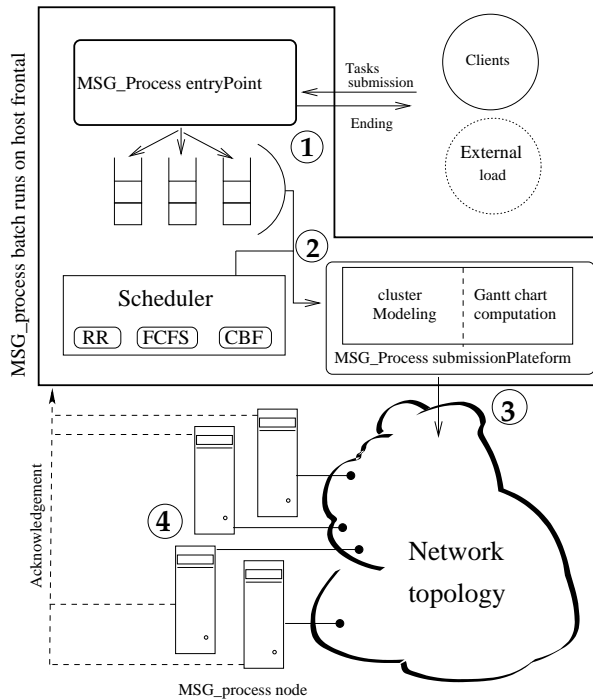 MSG_process batch runs on host frontal
MSG_Process entryPoint
Tasks
submission
Ending
Clients
External
load
1
2
Scheduler
RR
FCFS
CBF
cluster
Modeling
Gantt chart
computation
MSG_Process submissionPlateform
3
Acknowledgement
4
Network
topology
MSG_process node